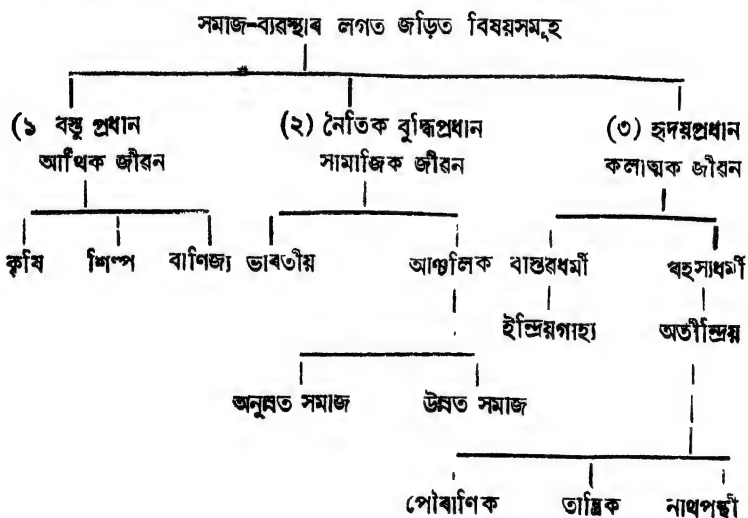 সমাজ-ব্যৱস্থাৰ লগত জড়িত বিষয়সমূহ
(১ বস্তু প্ৰধান (২) নৈতিক বুদ্ধিপ্ৰধান (৩) হৃদয়প্ৰধান
আৰ্থিক জীৱন সামাজিক জীৱন কলাত্মক জীৱন
কৃষি শিল্প বাণিজ্য ভাৰতীয় আঞ্চলিক বাস্তৱধৰ্মী ৰহস্যধৰ্মী
ইন্দ্ৰিয়গাহ্য অতীন্দ্ৰিয়
অনুন্নত সমাজ উন্নত সমাজ
পৌৰাণিক তান্ত্ৰিক নাথপন্থী